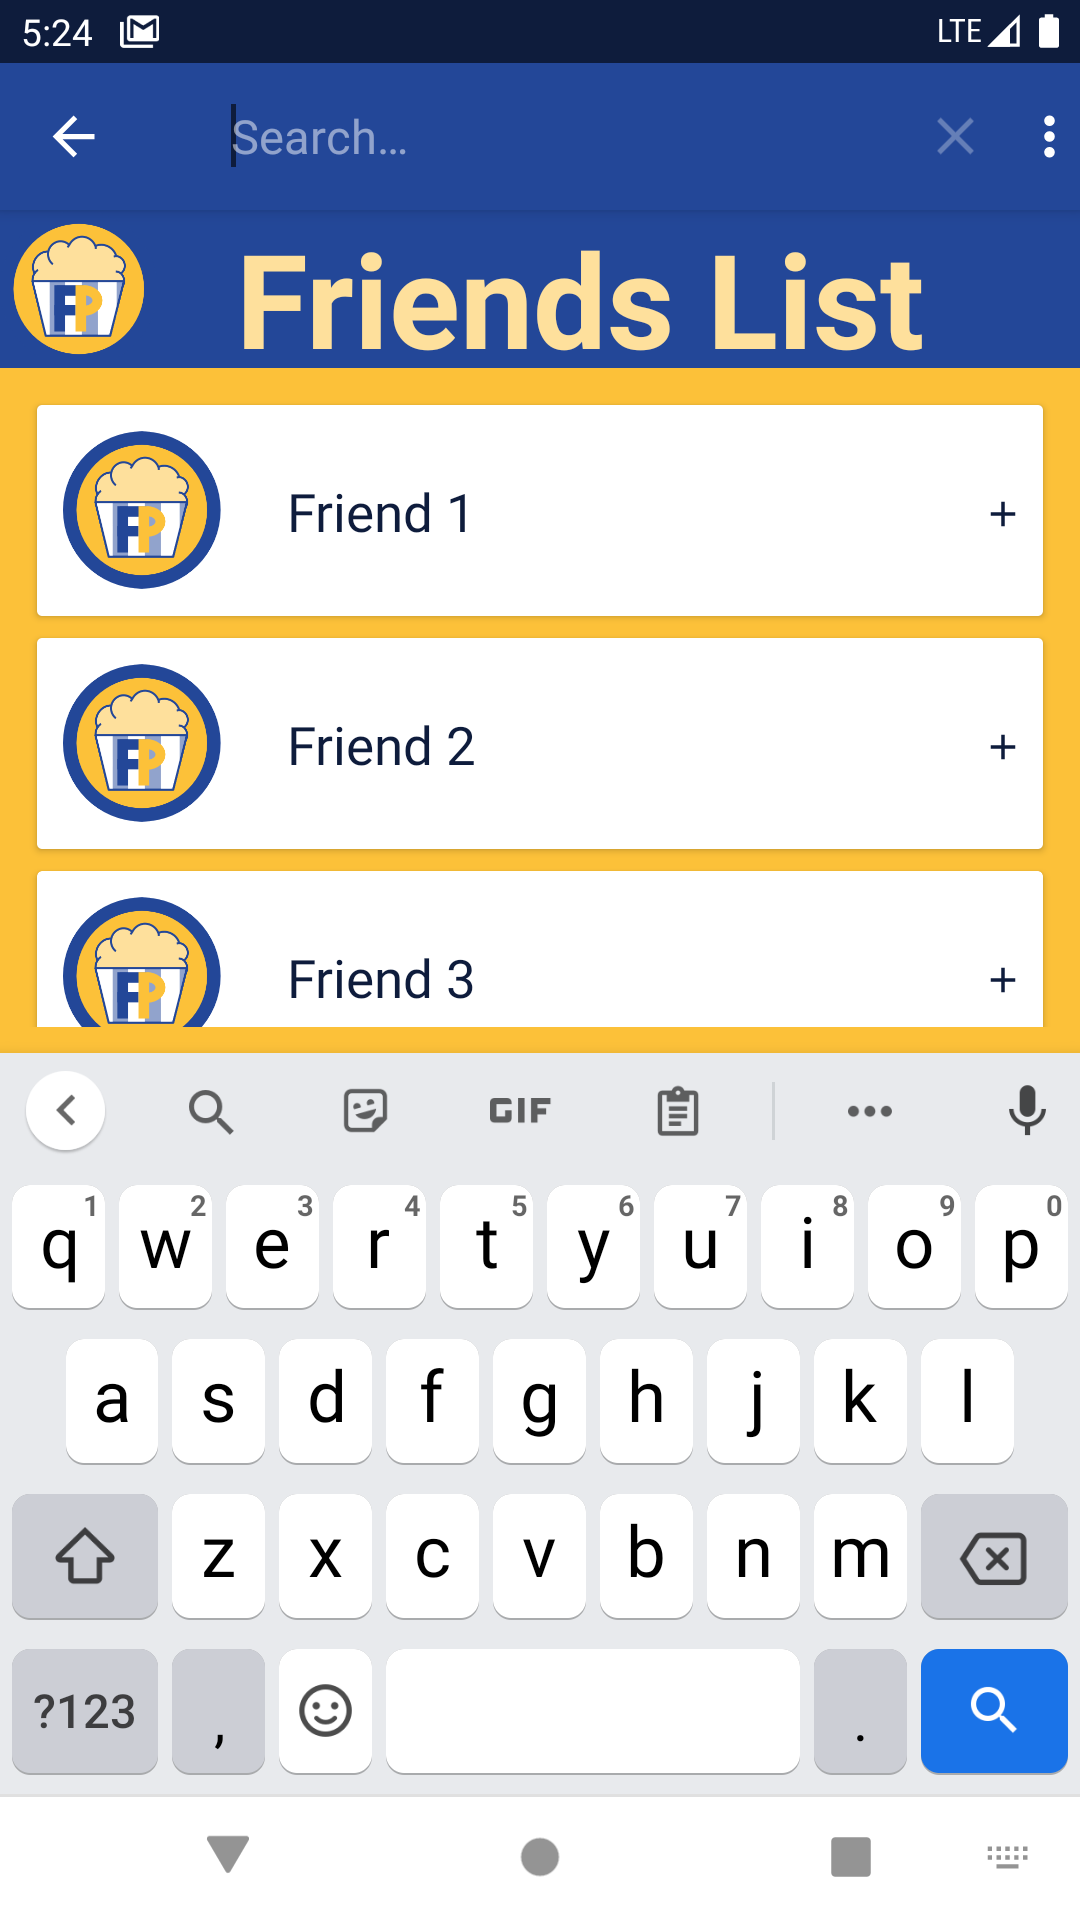 5:24 LTE
Search…
FP Friends List
FP Friend 1 +
FP Friend 2 +
FP Friend 3 +
GIF
1 2 3 4 5 6 7 8 9 0
q w e r t y u i o p
a s d f g h j k l
z x c v b n m
?123 , .